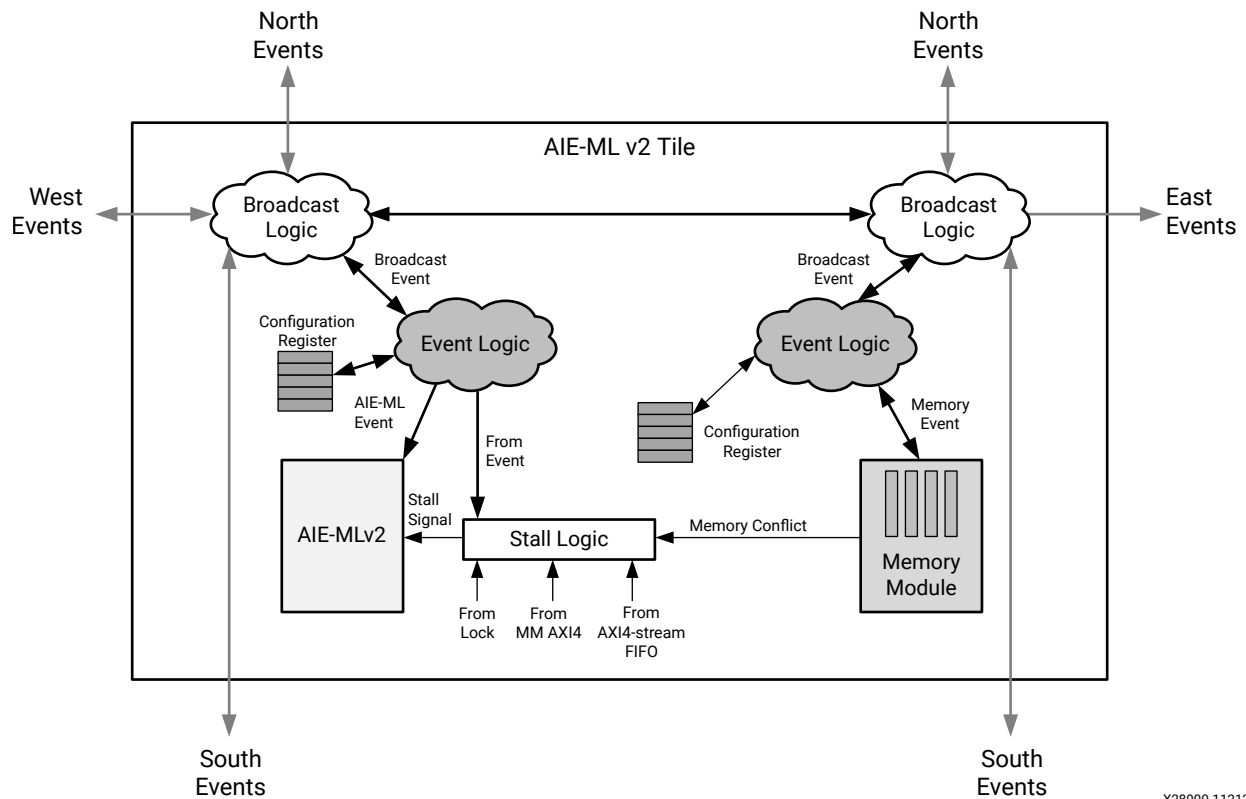 North
Events
North
Events
AIE-ML v2 Tile
West
Events
Broadcast
Logic
Broadcast
Logic
East
Events
Broadcast
Event
Broadcast
Event
Configuration
Register
Event Logic
Event Logic
AIE-ML
Event
Memory
Event
From
Event
Configuration
Register
Stall
Signal
AIE-MLv2
Stall Logic
Memory Conflict
Memory
Module
From
Lock
From
MM AXI4
From
AXI4-stream
FIFO
South
Events
South
Events